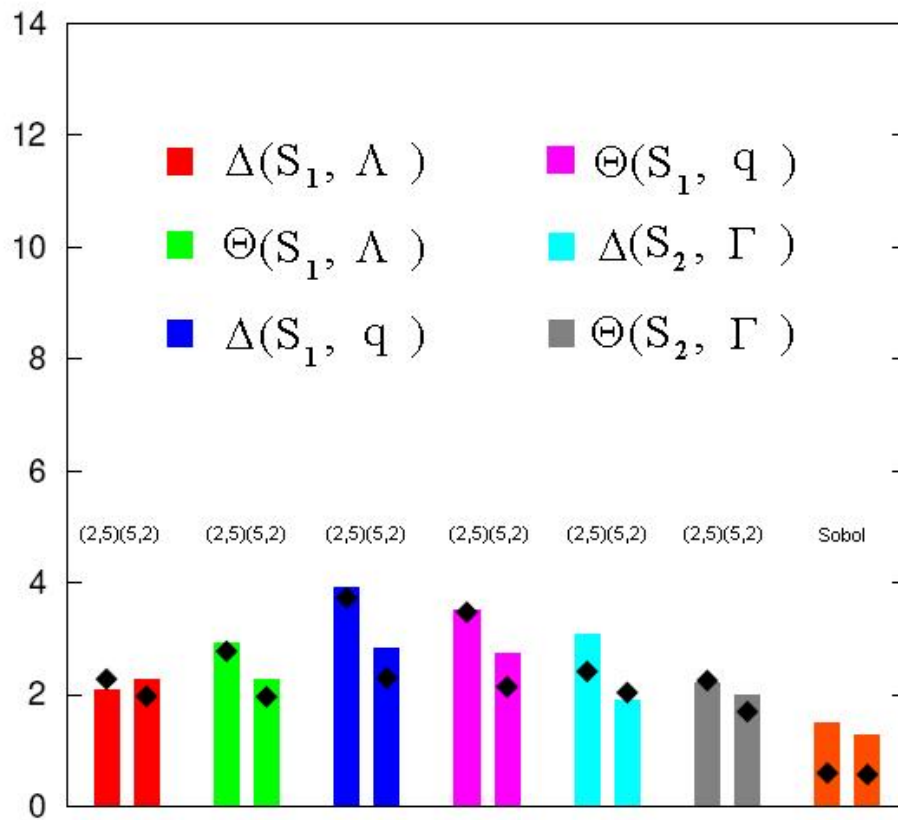 14
12
Δ(S₁, Λ ) Θ(S₁, q )
10
Θ(S₁, Λ ) Δ(S₂, Γ )
8
Δ(S₁, q ) Θ(S₂, Γ )
6
(2,5)(5,2) (2,5)(5,2) (2,5)(5,2) (2,5)(5,2) (2,5)(5,2) (2,5)(5,2) Sobol
4
2
0